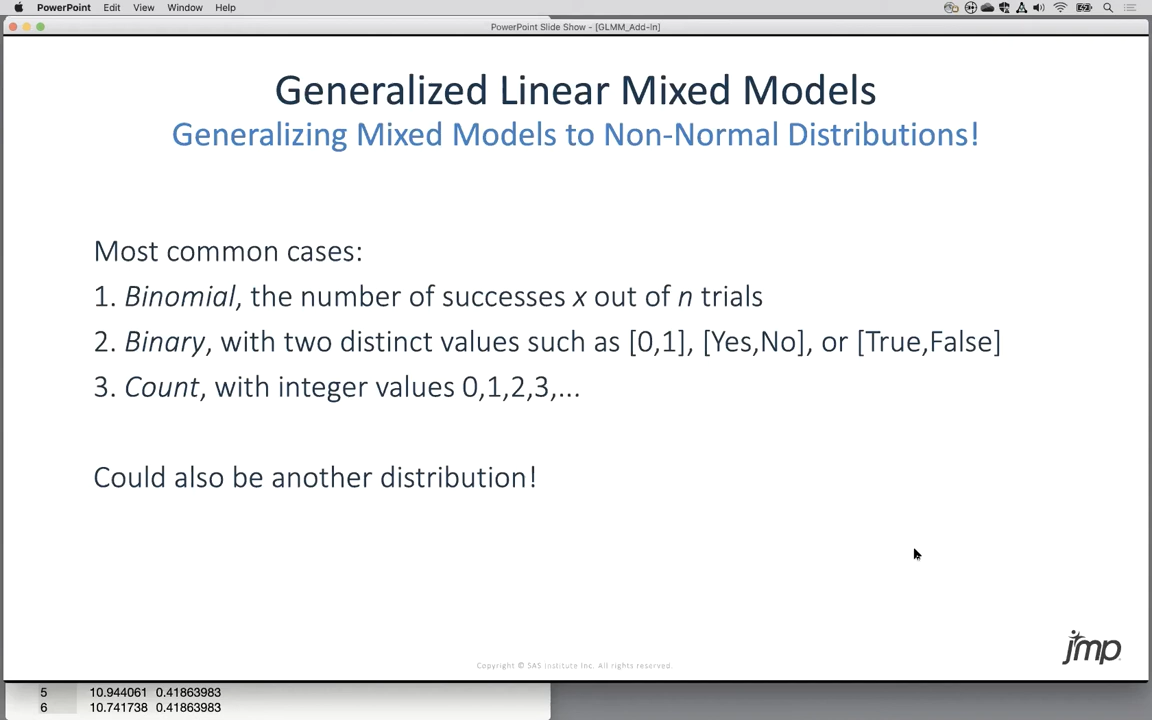 PowerPoint Edit View Window Help
PowerPoint Slide Show - [GLMM_Add-In]
Generalized Linear Mixed Models
Generalizing Mixed Models to Non-Normal Distributions!
Most common cases:
1. Binomial, the number of successes x out of n trials
2. Binary, with two distinct values such as [0,1], [Yes,No], or [True,False]
3. Count, with integer values 0,1,2,3,...
Could also be another distribution!
jmp
Copyright © SAS Institute Inc. All rights reserved.
5 10.944061 0.41863983
6 10.741738 0.41863983